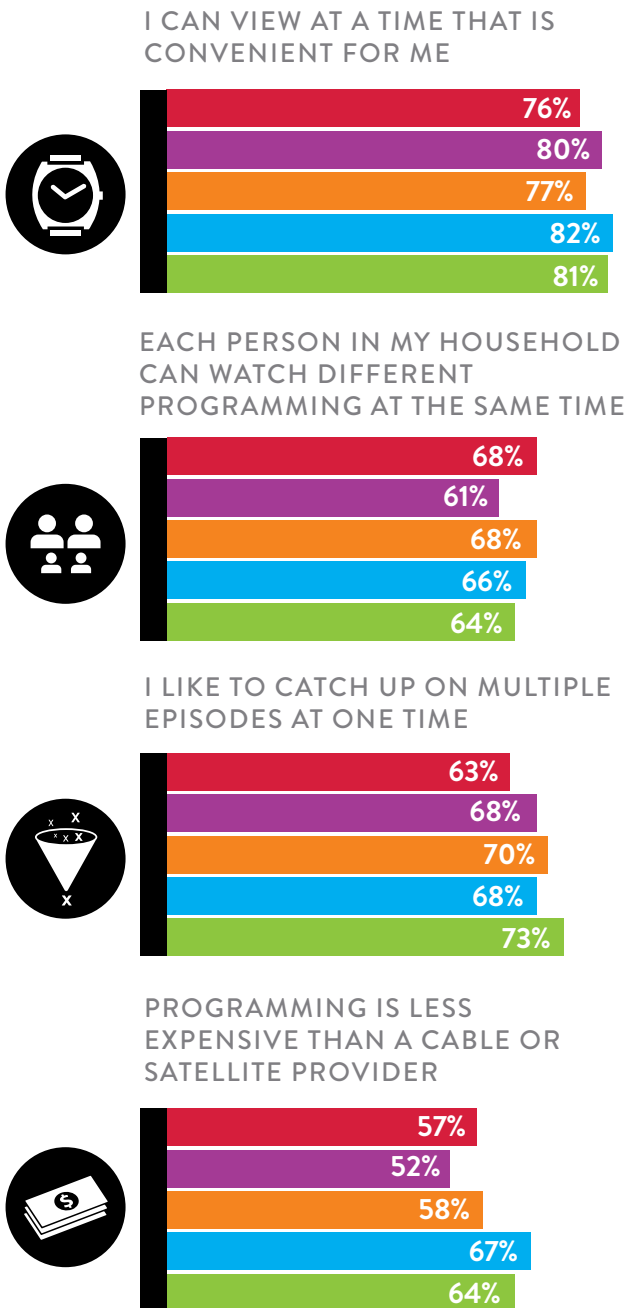 I CAN VIEW AT A TIME THAT IS
CONVENIENT FOR ME
76%
80%
77%
82%
81%
EACH PERSON IN MY HOUSEHOLD
CAN WATCH DIFFERENT
PROGRAMMING AT THE SAME TIME
68%
61%
68%
66%
64%
I LIKE TO CATCH UP ON MULTIPLE
EPISODES AT ONE TIME
63%
68%
70%
68%
73%
x X
x x x
x
PROGRAMMING IS LESS
EXPENSIVE THAN A CABLE OR
SATELLITE PROVIDER
57%
52%
58%
67%
64%
$